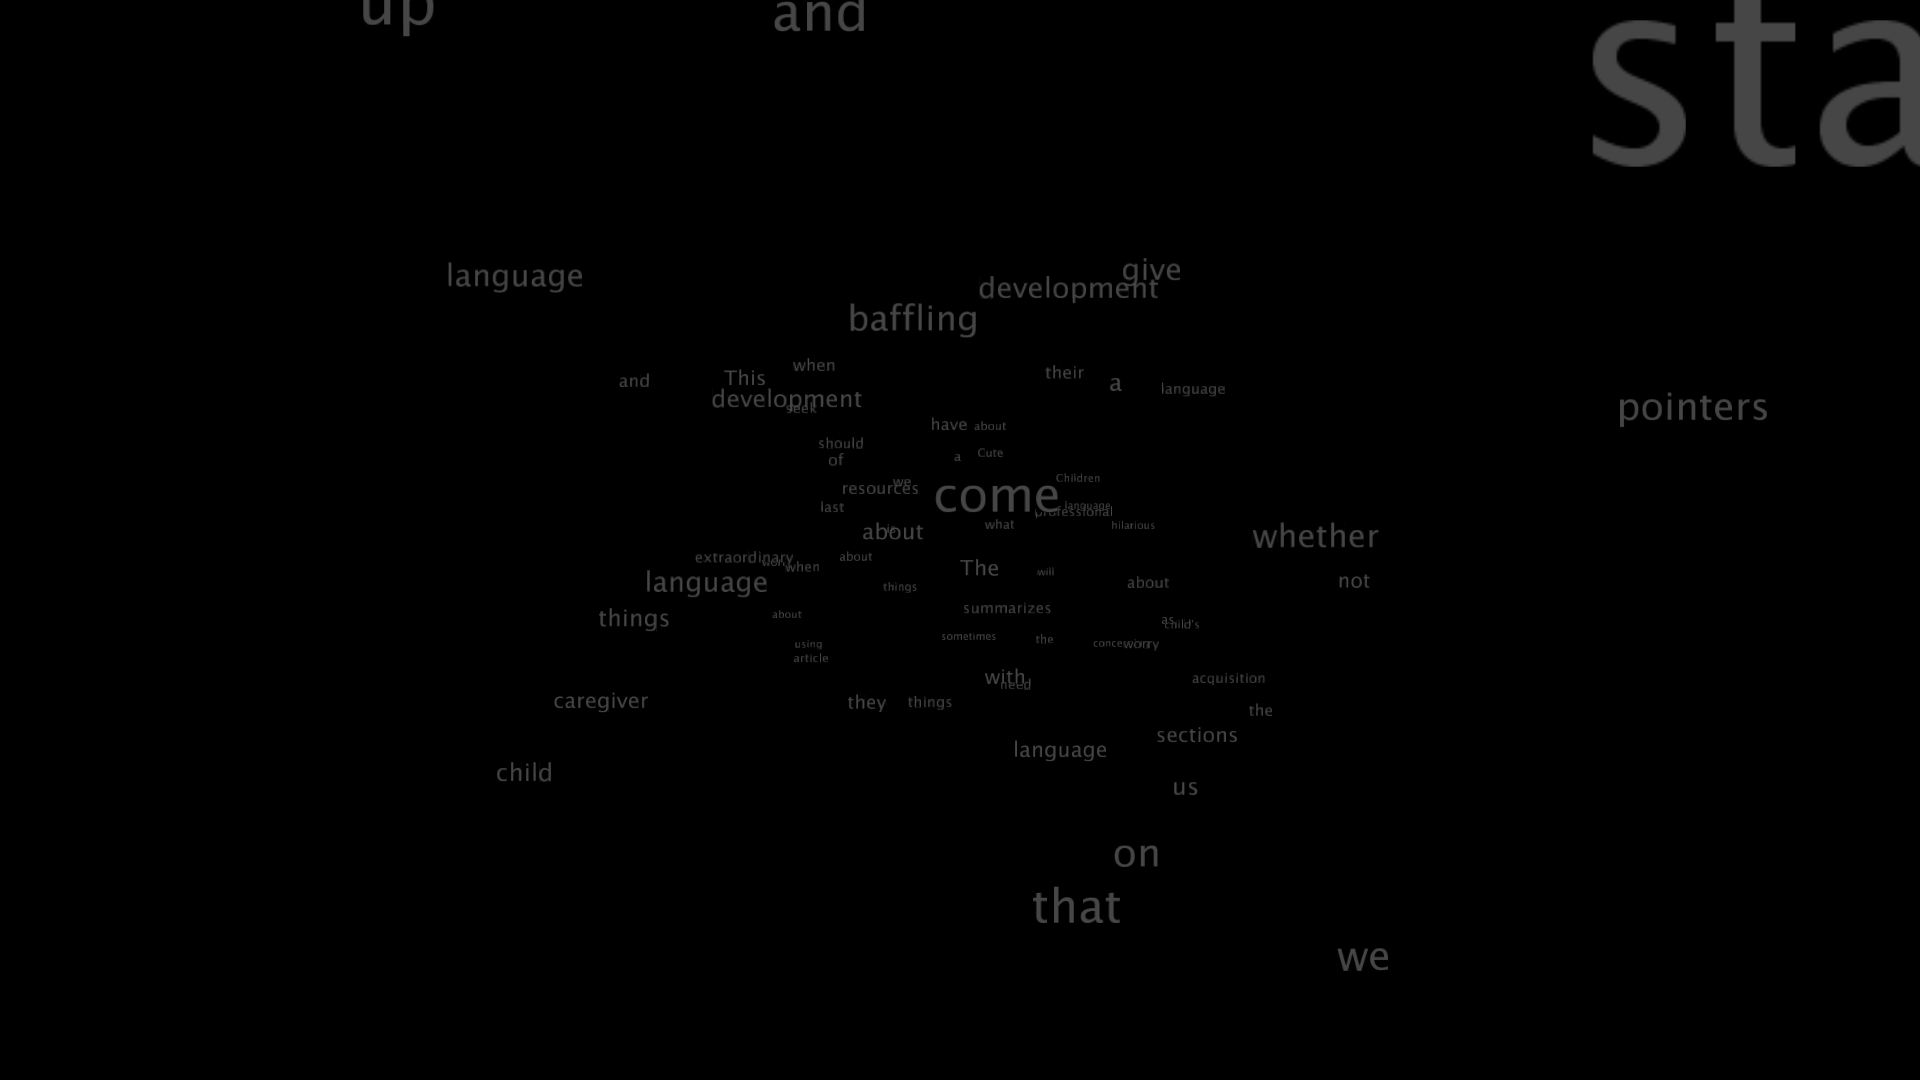 up
and
sta
language
give
development
baffling
when
their
This
and
a
language
development
seek
pointers
have
about
should
Cute
a
of
Children
we
resources
come
language
last
professional
what
hilarious
is
about
whether
extraordinary
about
worry
when
The
will
not
language
about
things
summarizes
about
things
as
child's
sometimes
the
using
worry
article
with
need
acquisition
caregiver
they
things
the
sections
language
child
us
on
that
we